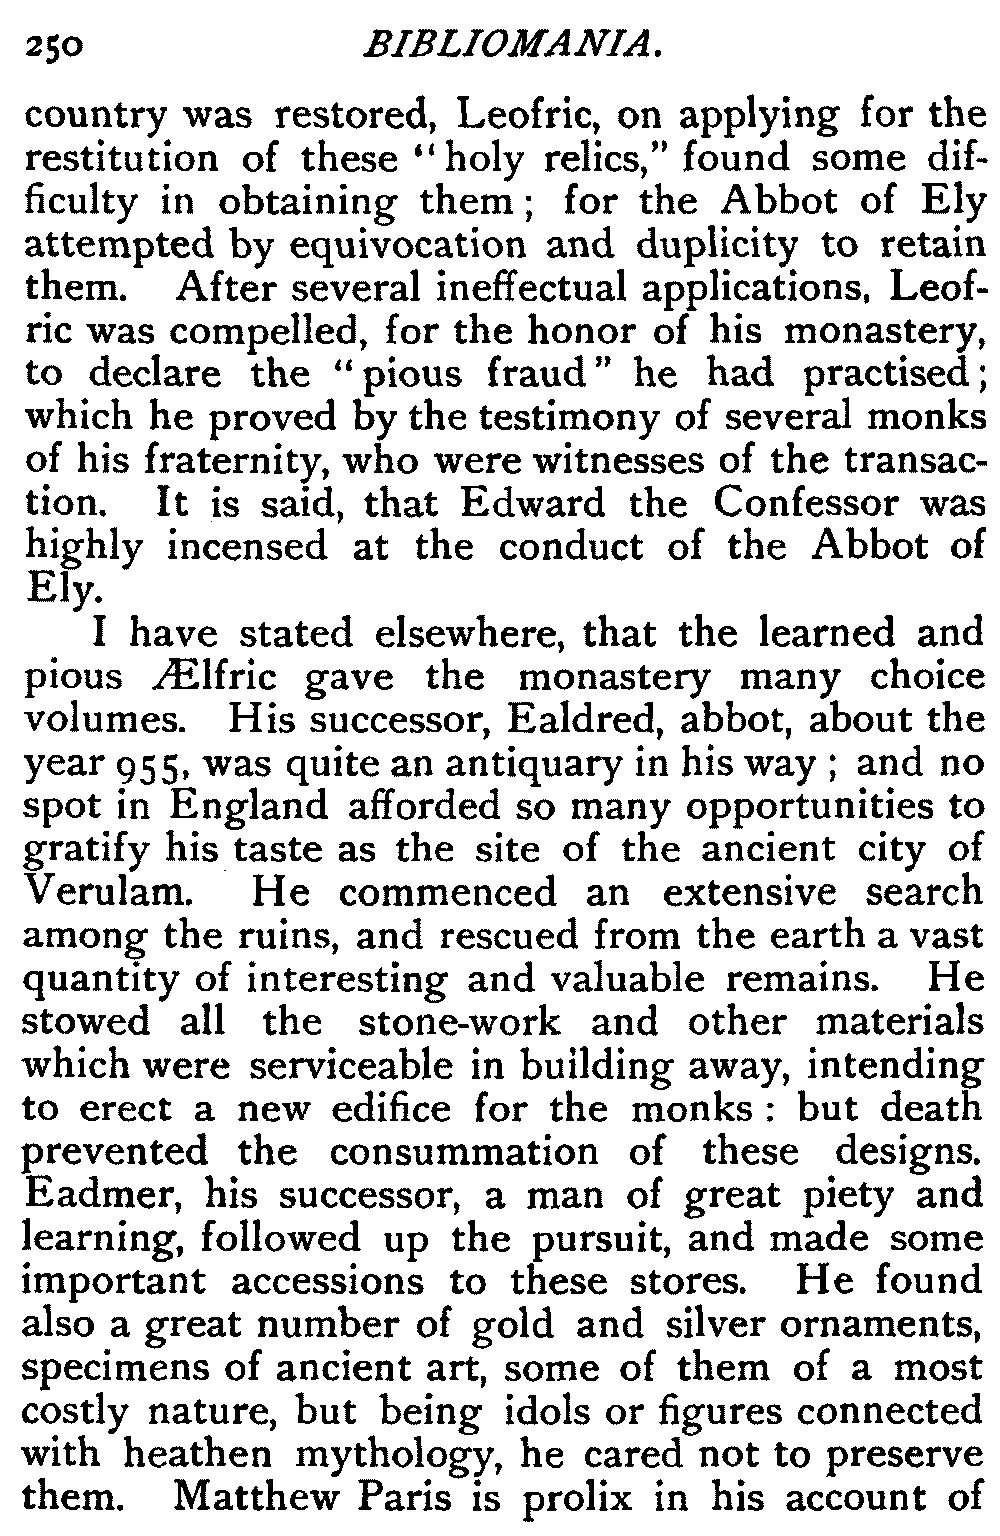 250 BIBLIOMANIA.
country was restored, Leofric, on applying for the
restitution of these “holy relics,” found some dif-
ficulty in obtaining them; for the Abbot of Ely
attempted by equivocation and duplicity to retain
them. After several ineffectual applications, Leof-
ric was compelled, for the honor of his monastery,
to declare the “pious fraud” he had practised;
which he proved by the testimony of several monks
of his fraternity, who were witnesses of the transac-
tion. It is said, that Edward the Confessor was
highly incensed at the conduct of the Abbot of
Ely.
I have stated elsewhere, that the learned and
pious Ælfric gave the monastery many choice
volumes. His successor, Ealdred, abbot, about the
year 955, was quite an antiquary in his way; and no
spot in England afforded so many opportunities to
gratify his taste as the site of the ancient city of
Verulam. He commenced an extensive search
among the ruins, and rescued from the earth a vast
quantity of interesting and valuable remains. He
stowed all the stone-work and other materials
which were serviceable in building away, intending
to erect a new edifice for the monks: but death
prevented the consummation of these designs.
Eadmer, his successor, a man of great piety and
learning, followed up the pursuit, and made some
important accessions to these stores. He found
also a great number of gold and silver ornaments,
specimens of ancient art, some of them of a most
costly nature, but being idols or figures connected
with heathen mythology, he cared not to preserve
them. Matthew Paris is prolix in his account of